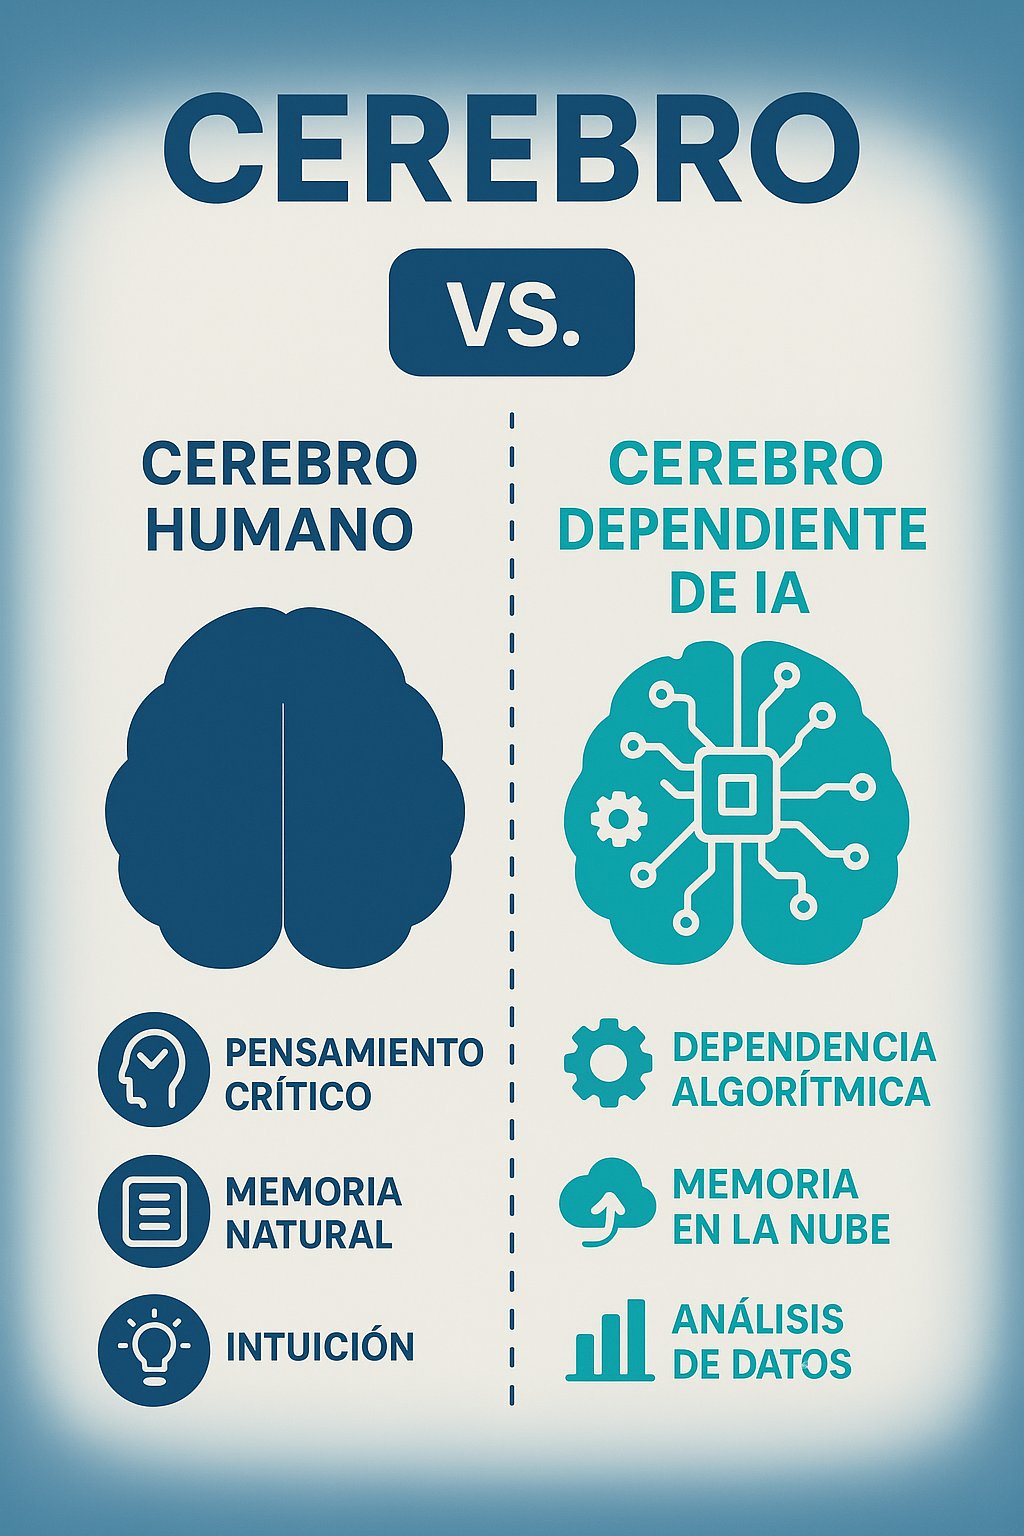 CEREBRO
VS.
CEREBRO
HUMANO
PENSAMIENTO
CRÍTICO
MEMORIA
NATURAL
INTUICIÓN
CEREBRO
DEPENDIENTE
DE IA
DEPENDENCIA
ALGORÍTMICA
MEMORIA
EN LA NUBE
ANÁLISIS
DE DATOS